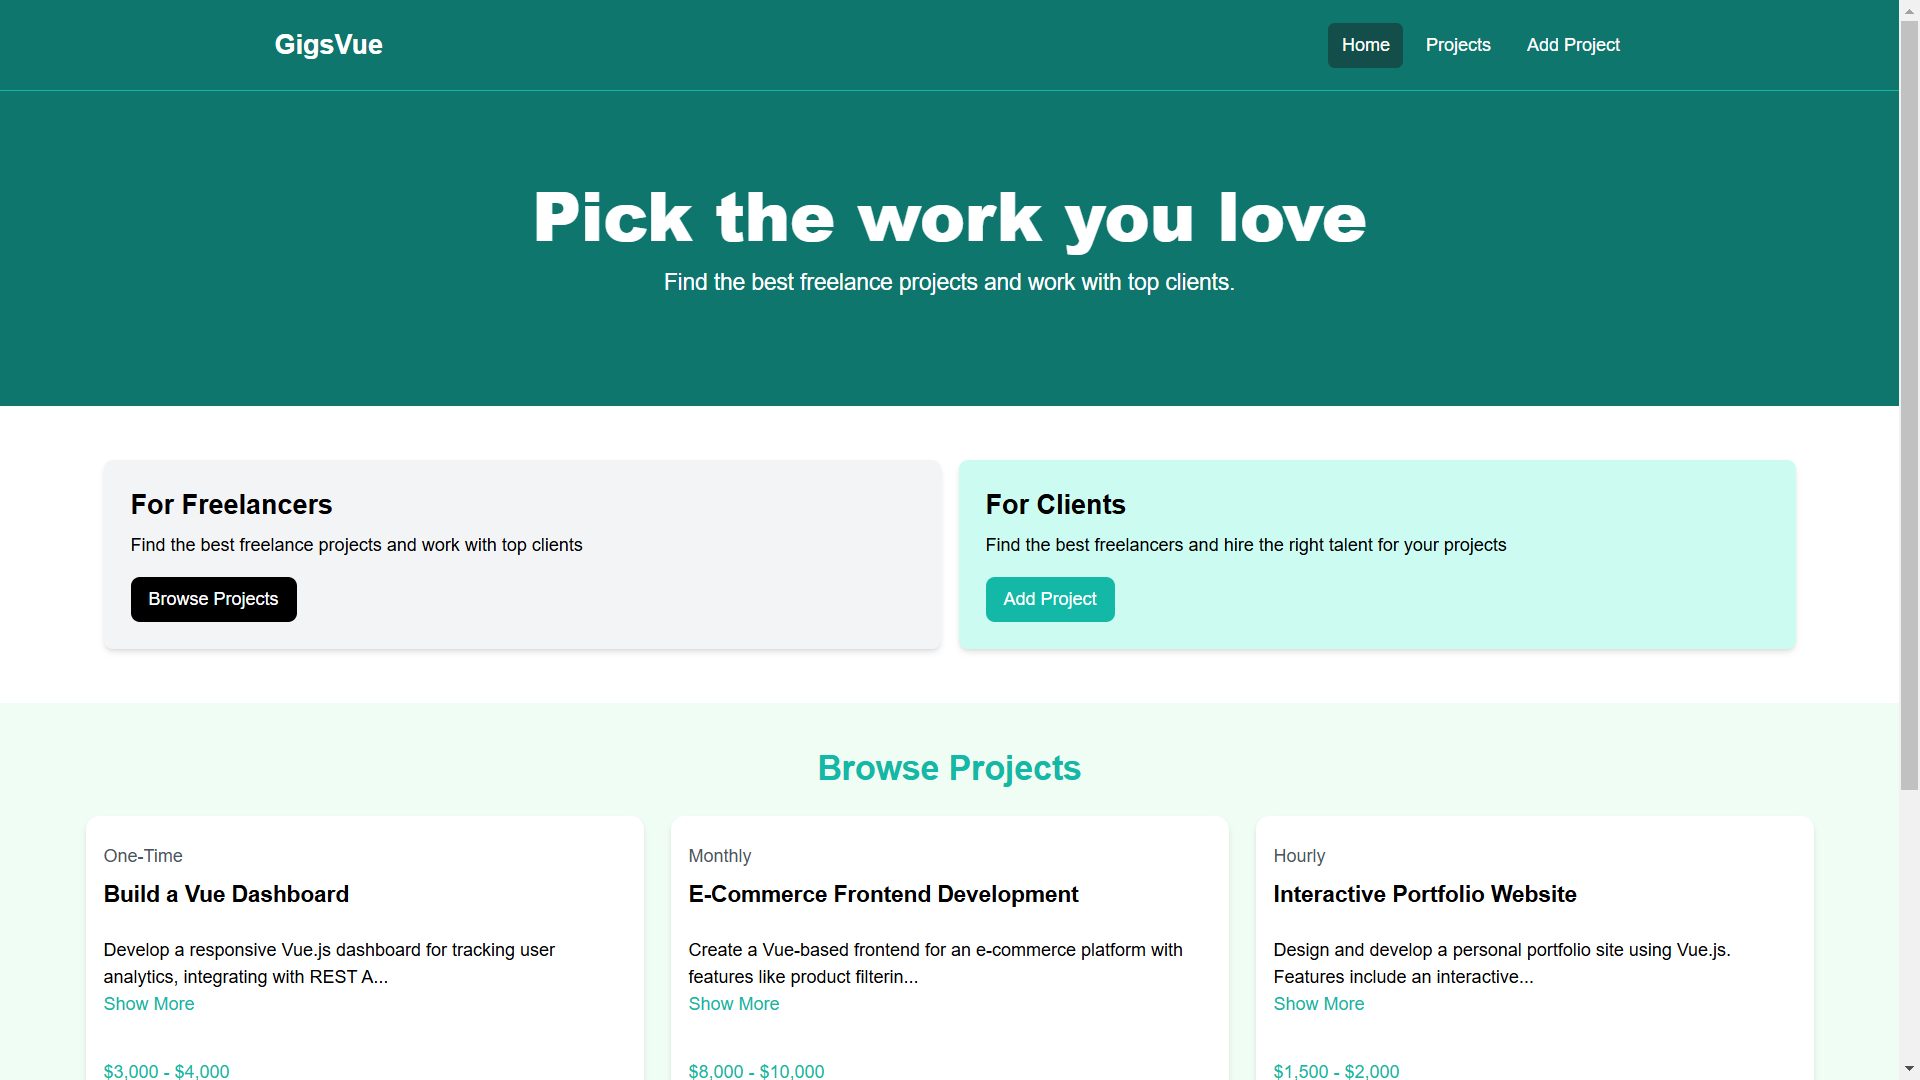 GigsVue
Home
Projects
Add Project
Pick the work you love
Find the best freelance projects and work with top clients.
For Freelancers
Find the best freelance projects and work with top clients
Browse Projects
For Clients
Find the best freelancers and hire the right talent for your projects
Add Project
Browse Projects
One-Time
Build a Vue Dashboard
Develop a responsive Vue.js dashboard for tracking user
analytics, integrating with REST A...
Show More
$3,000 - $4,000
Monthly
E-Commerce Frontend Development
Create a Vue-based frontend for an e-commerce platform with
features like product filterin...
Show More
$8,000 - $10,000
Hourly
Interactive Portfolio Website
Design and develop a personal portfolio site using Vue.js.
Features include an interactive...
Show More
$1,500 - $2,000